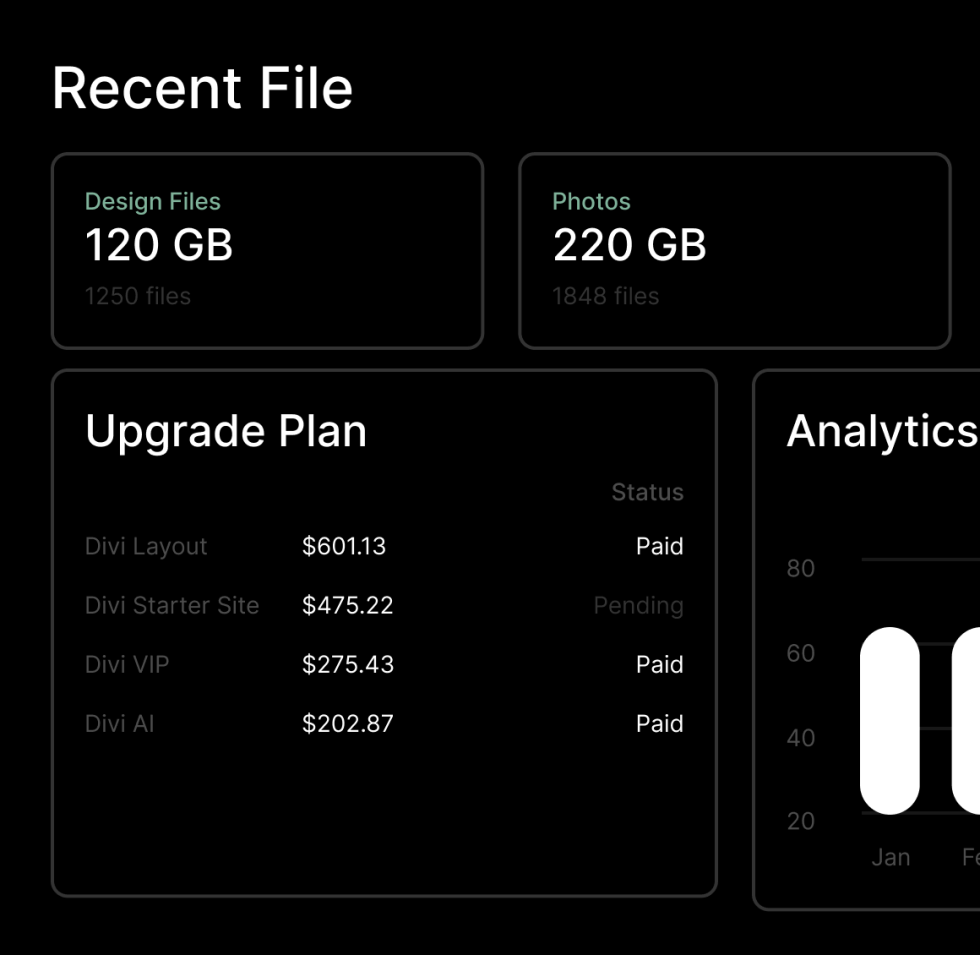 Recent File
Design Files
120 GB
1250 files
Photos
220 GB
1848 files
Upgrade Plan
Status
Divi Layout $601.13 Paid
Divi Starter Site $475.22 Pending
Divi VIP $275.43 Paid
Divi AI $202.87 Paid
Analytics
80
60
40
20
Jan